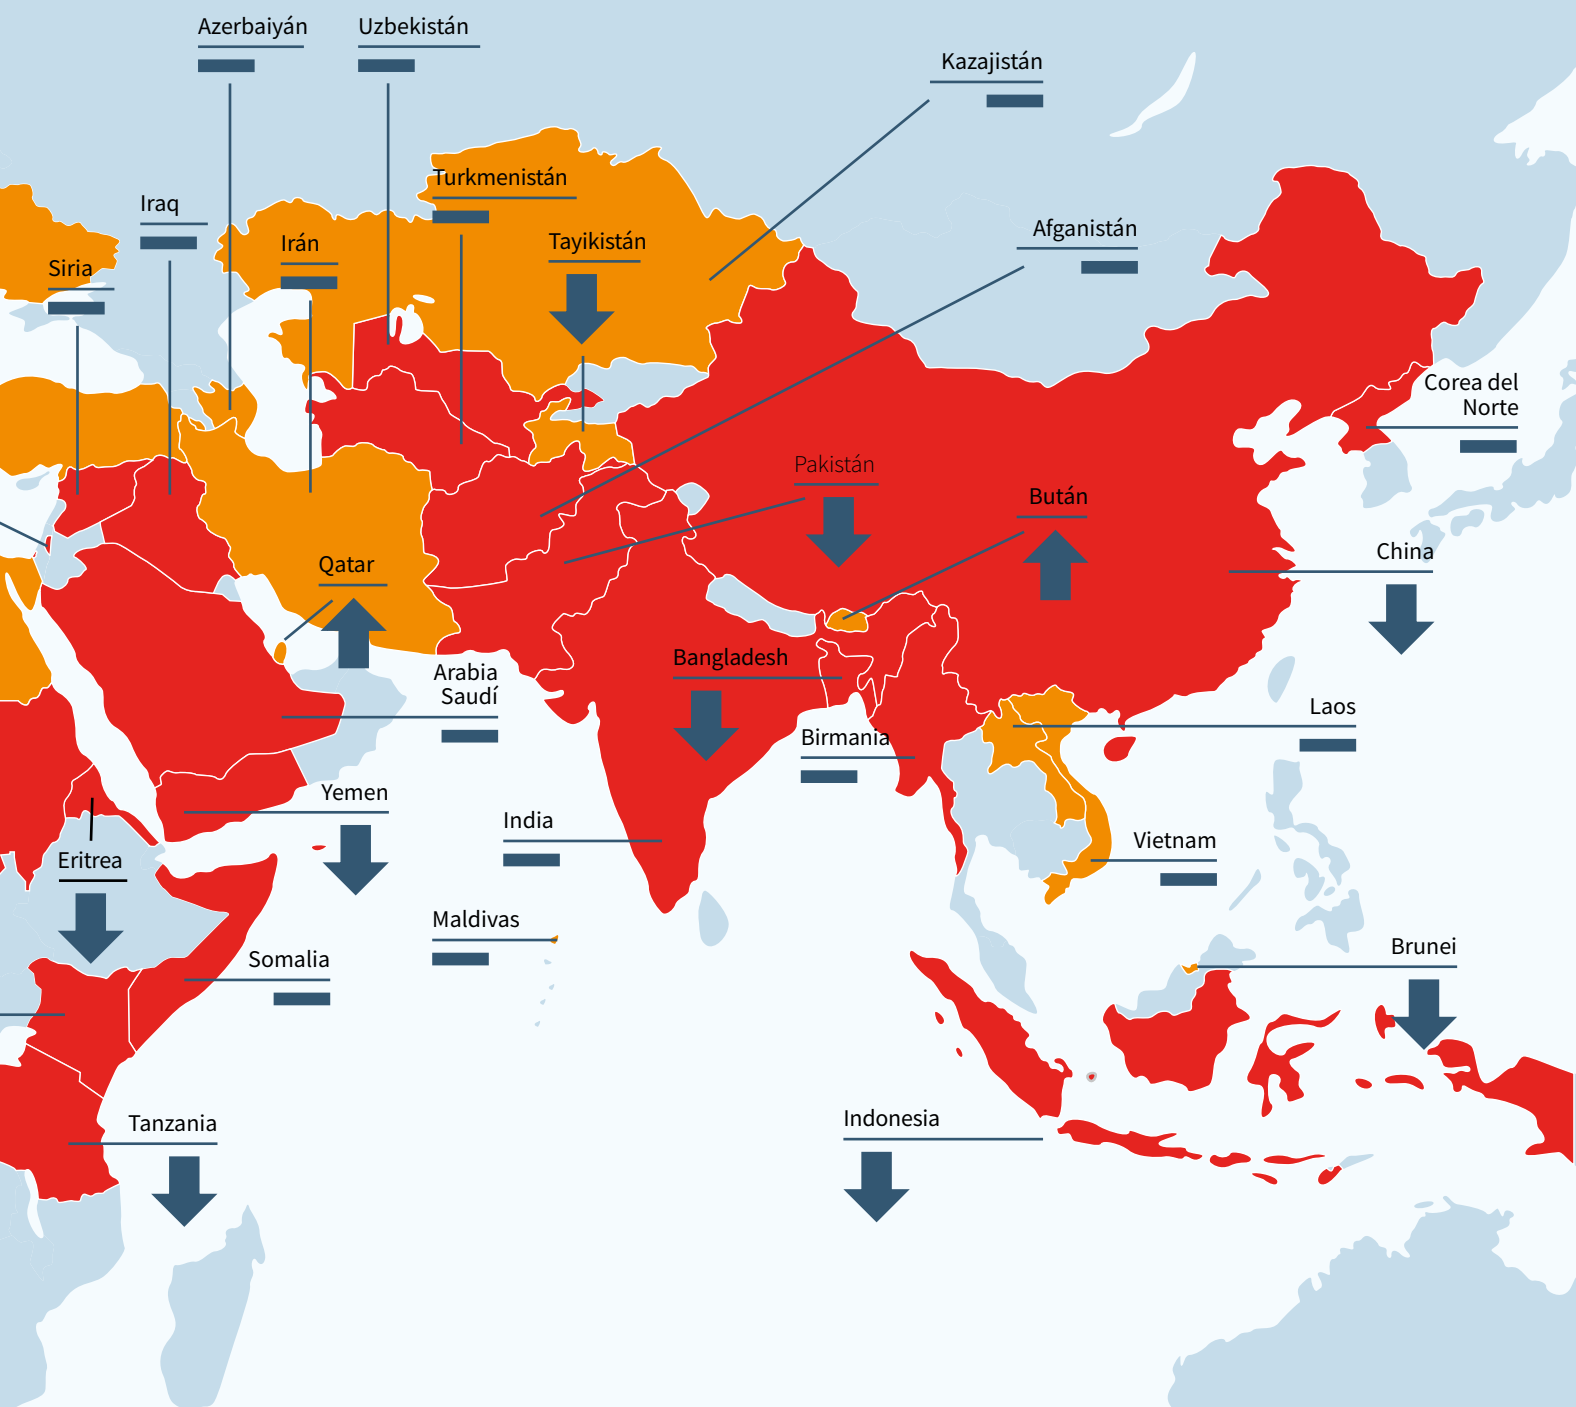 Azerbaiyán
Uzbekistán
Kazajistán
Turkmenistán
Iraq
Irán
Tayikistán
Afganistán
Siria
Corea del
Norte
Pakistán
Bután
China
Qatar
Bangladesh
Arabia
Saudí
Laos
Birmania
Yemen
India
Vietnam
Eritrea
Maldivas
Somalia
Brunei
Tanzania
Indonesia